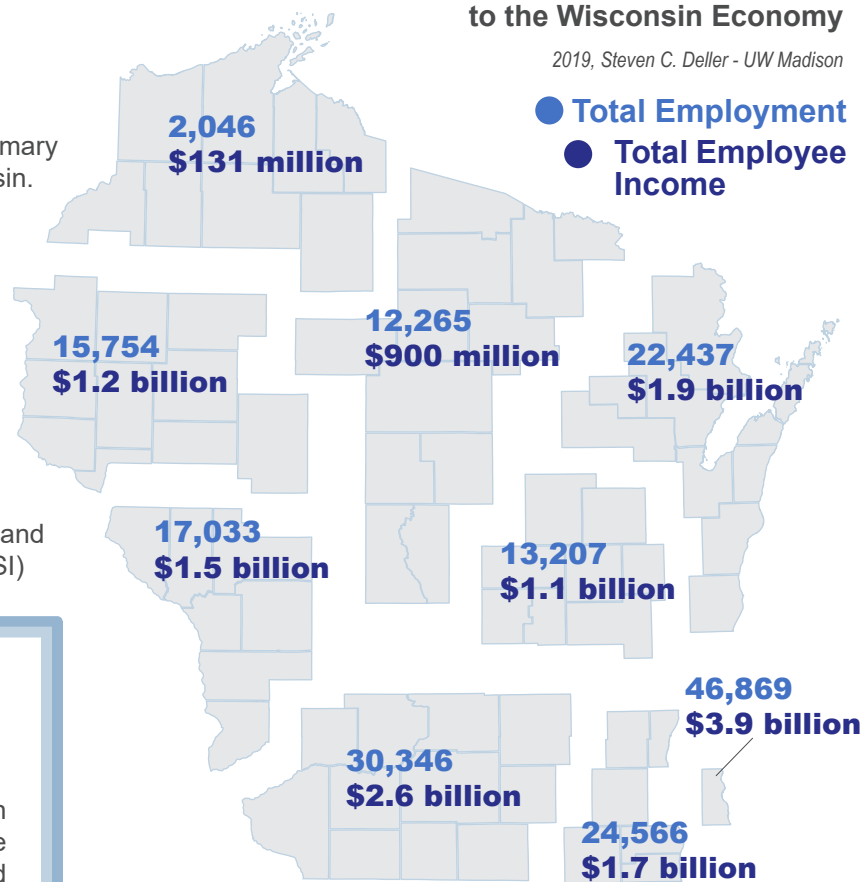 to the Wisconsin Economy
2019, Steven C. Deller - UW Madison
Total Employment
Total Employee
Income
mary
sin.
2,046
$131 million
12,265
$900 million
15,754
$1.2 billion
22,437
$1.9 billion
and
SI)
17,033
$1.5 billion
13,207
$1.1 billion
46,869
$3.9 billion
30,346
$2.6 billion
24,566
$1.7 billion
n
e
d